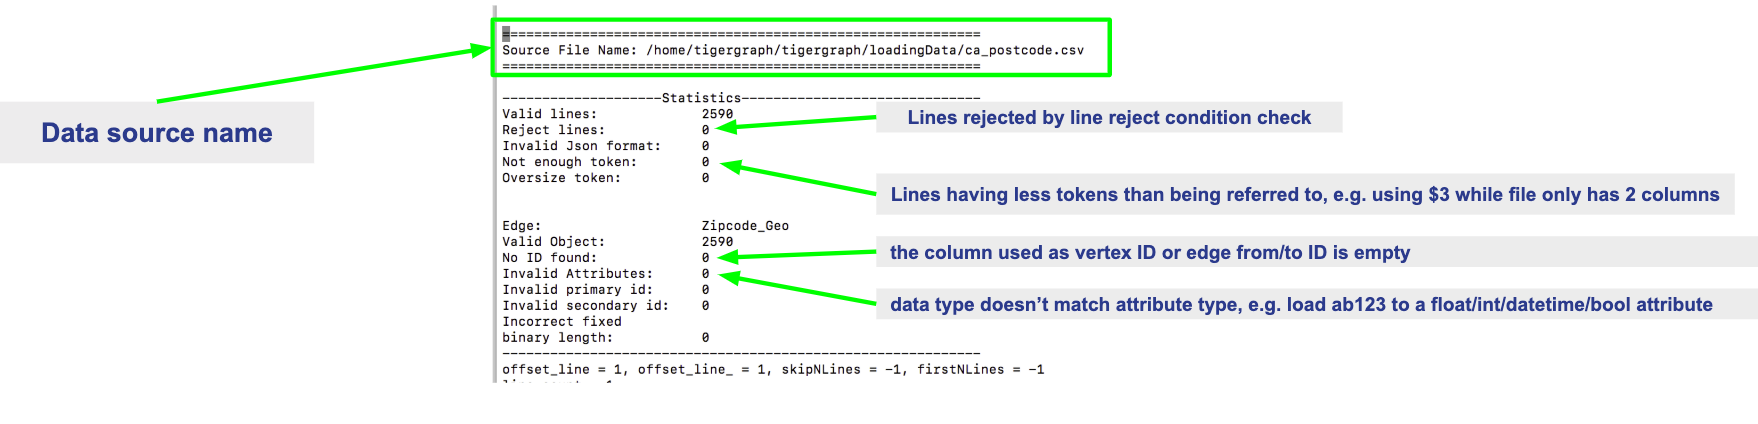 ============================================================
Source File Name: /home/tigergraph/tigergraph/loadingData/ca_postcode.csv
============================================================
Data source name
--------------------Statistics------------------------------
Valid lines: 2590
Reject lines: 0
Lines rejected by line reject condition check
Invalid Json format: 0
Not enough token: 0
Lines having less tokens than being referred to, e.g. using $3 while file only has 2 columns
Oversize token: 0
Edge: Zipcode_Geo
Valid Object: 2590
No ID found: 0
the column used as vertex ID or edge from/to ID is empty
Invalid Attributes: 0
data type doesn’t match attribute type, e.g. load ab123 to a float/int/datetime/bool attribute
Invalid primary id: 0
Invalid secondary id: 0
Incorrect fixed
binary length: 0
------------------------------------------------------------
offset_line = 1, offset_line_ = 1, skipNLines = -1, firstNLines = -1